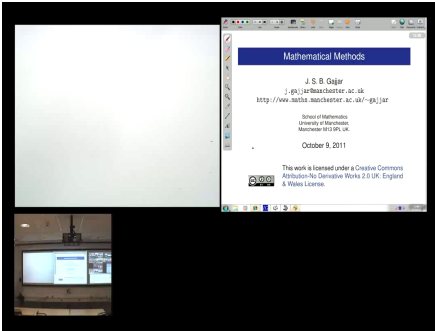 Mathematical Methods
J. S. B. Gajjar
j.gajjar@manchester.ac.uk
http://www.maths.manchester.ac.uk/~gajjar
School of Mathematics
University of Manchester,
Manchester M13 9PL UK.
October 9, 2011
This work is licensed under a Creative Commons
Attribution-No Derivative Works 2.0 UK: England
& Wales License.